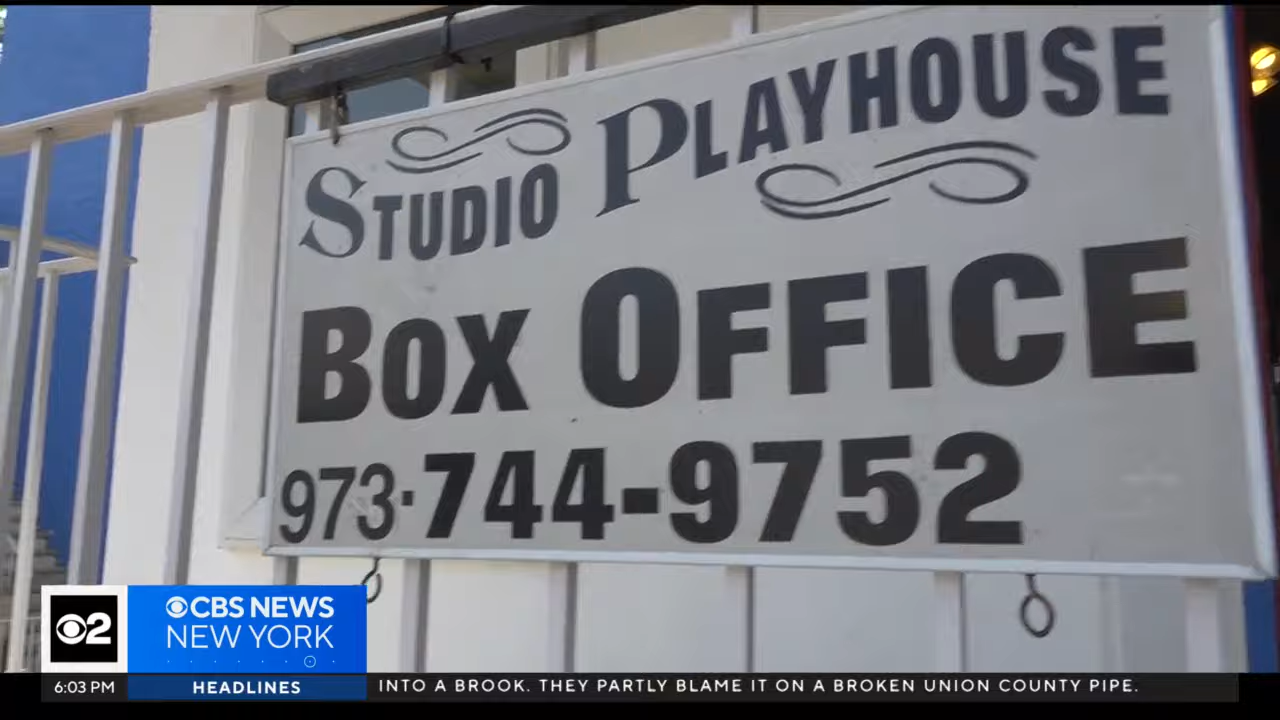 STUDIO PLAYHOUSE
BOX OFFICE
973·744-9752
2
CBS NEWS
NEW YORK
6:03 PM
HEADLINES
INTO A BROOK. THEY PARTLY BLAME IT ON A BROKEN UNION COUNTY PIPE.